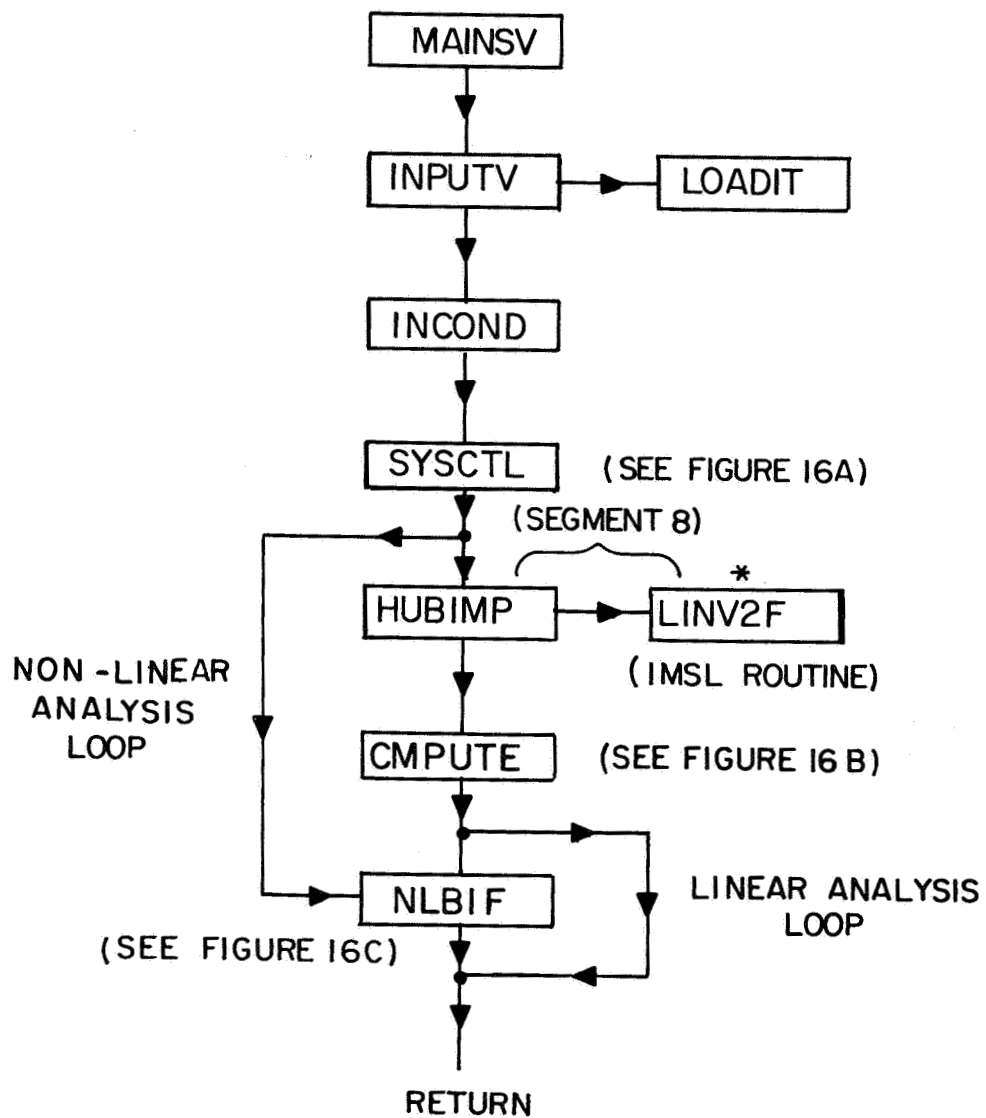 MAINSV
INPUTV
LOADIT
INCOND
SYSCTL
(SEE FIGURE 16A)
(SEGMENT 8)
*
HUBIMP
LINV2F
(IMSL ROUTINE)
NON-LINEAR
ANALYSIS
LOOP
CMPUTE
(SEE FIGURE 16B)
NLBIF
LINEAR ANALYSIS
LOOP
(SEE FIGURE 16C)
RETURN